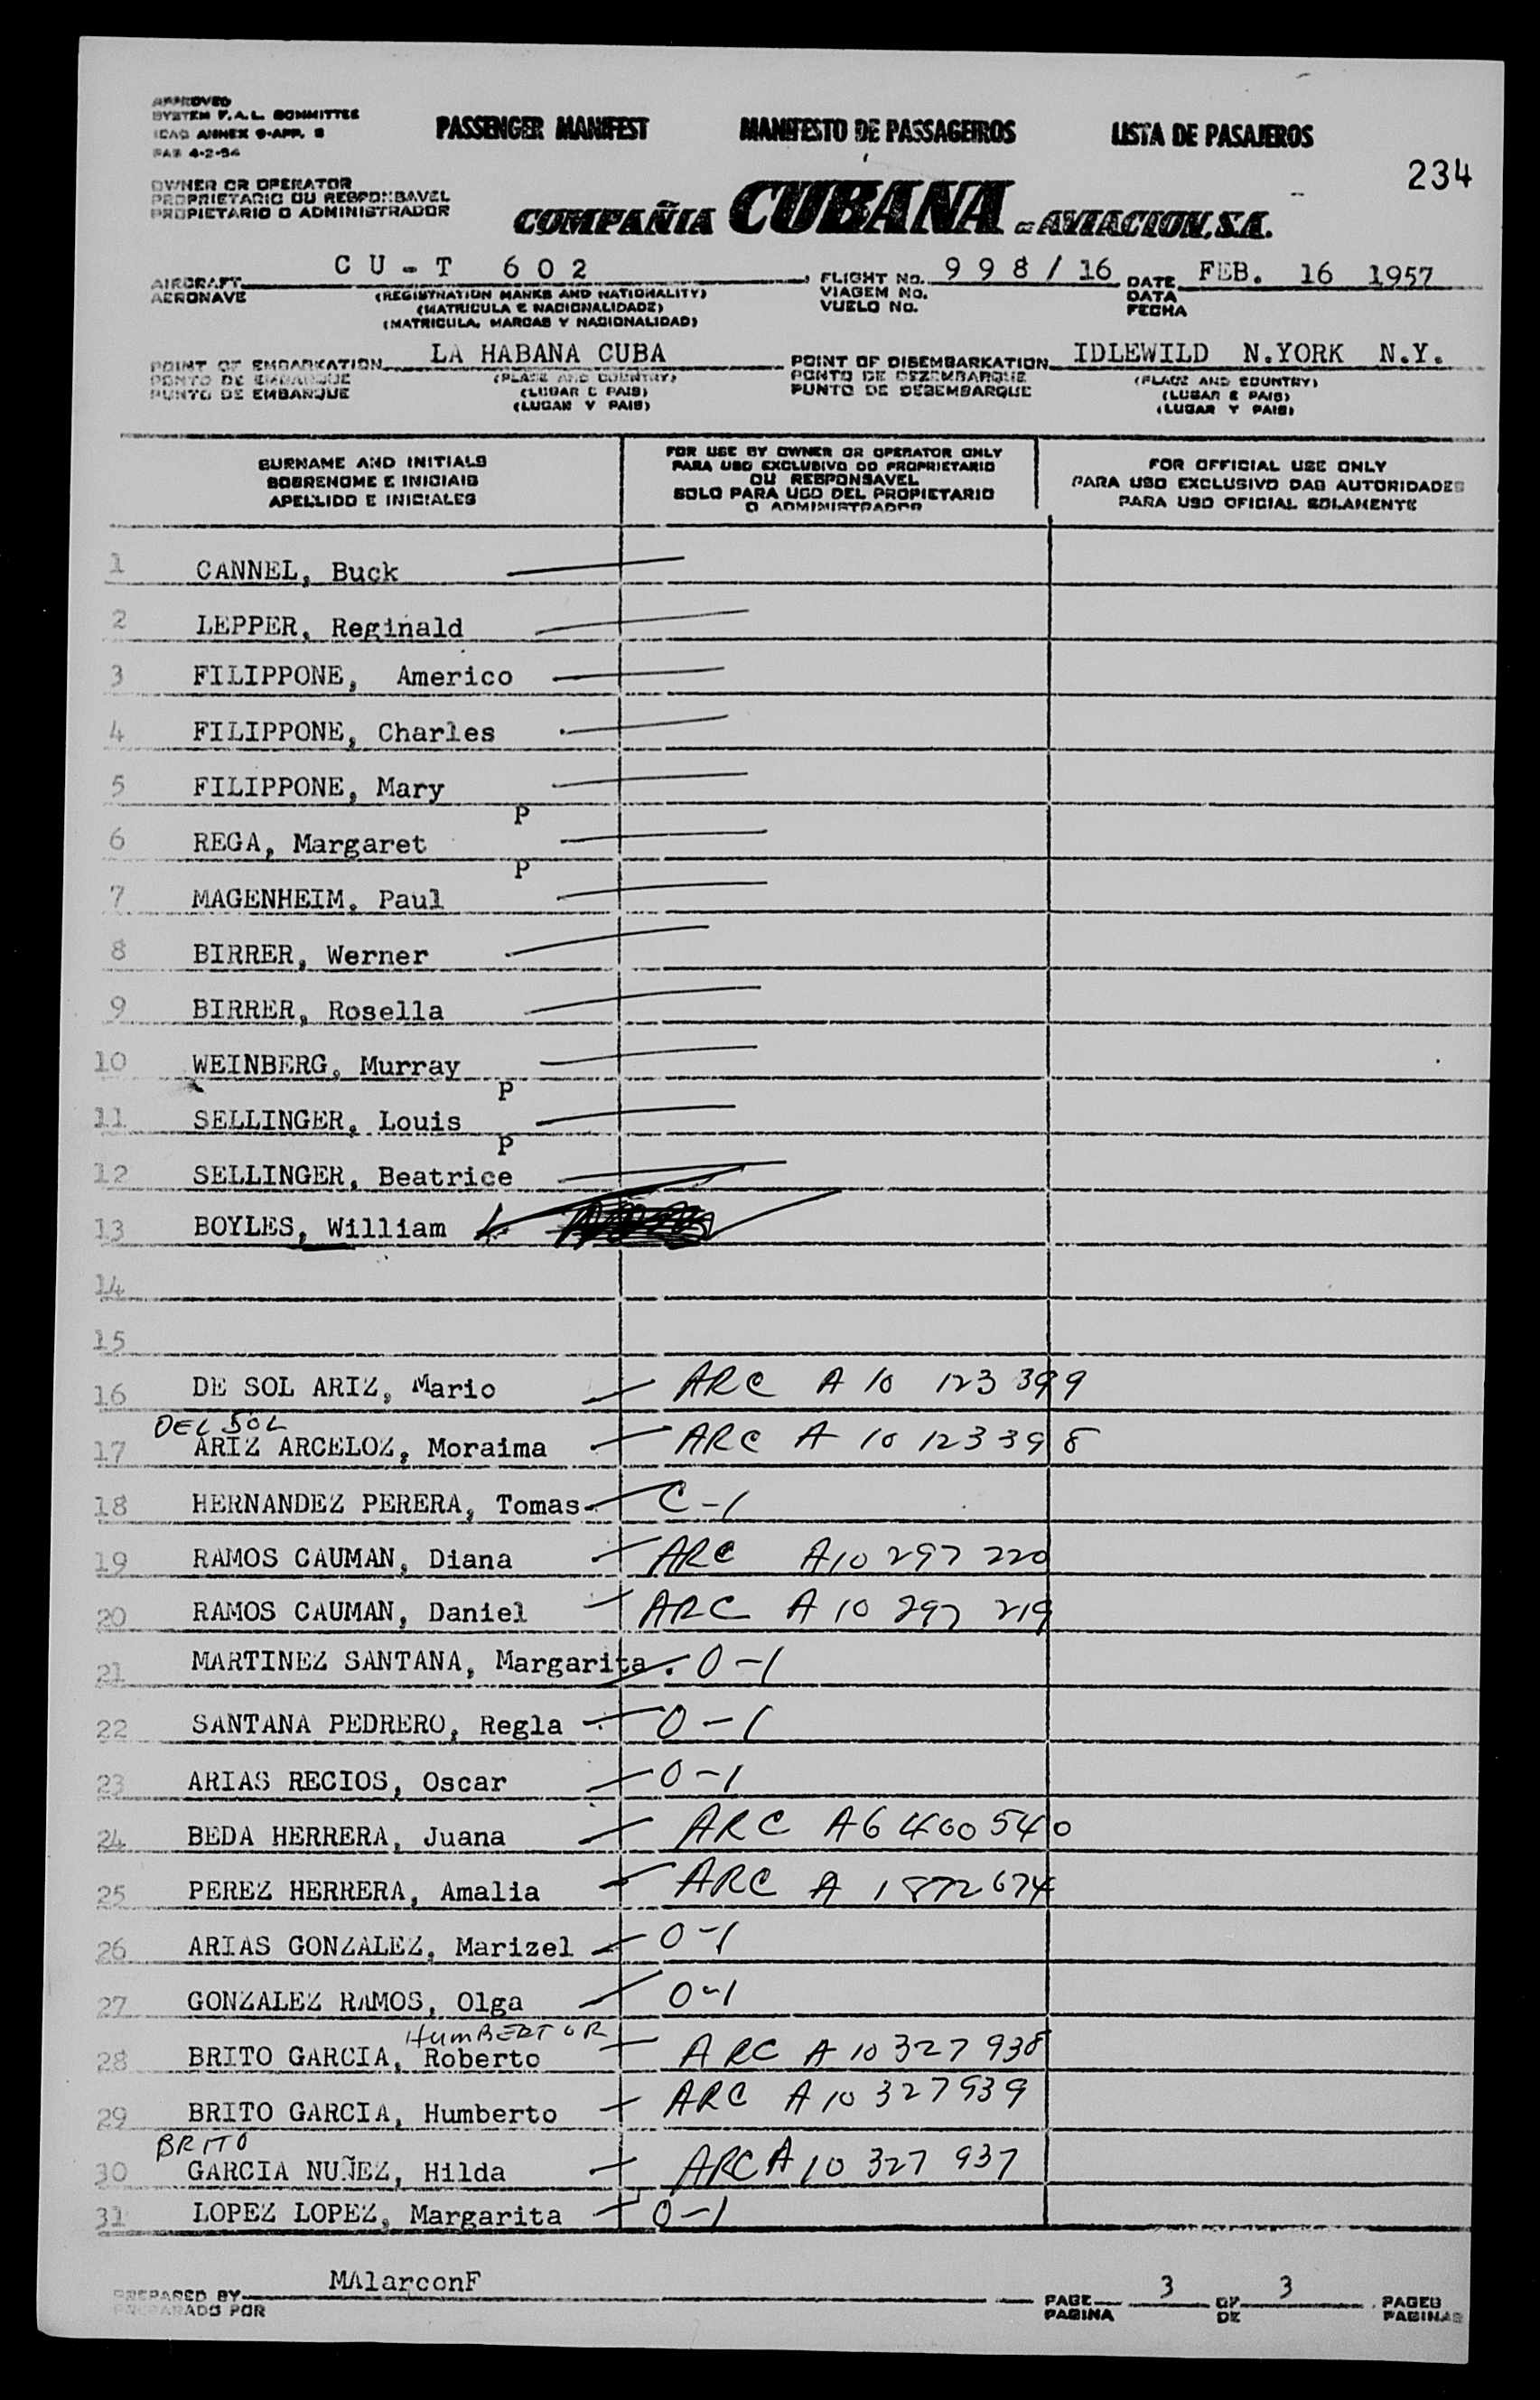 APPROVED
SYSTEM F.A.L. COMMITTEE
ICAO ANNEX 9-APP. 3
PAS 4-2-54
PASSENGER MANIFEST MANIFESTO DE PASSAGEIROS LISTA DE PASAJEROS
234
OWNER OR OPERATOR
PROPRIETARIO OU RESPONSAVEL
PROPIETARIO O ADMINISTRADOR
COMPAÑIA CUBANA DE AVIACION, S.A.
AIRCRAFT CU-T 602 FLIGHT No. 998/16 DATE FEB. 16 1957
AERONAVE (REGISTRATION MARKS AND NATIONALITY) VIAGEM No. DATA
(MATRICULA E NACIONALIDADE) VUELO No. FECHA
(MATRICULA, MARCAS Y NACIONALIDAD)
POINT OF EMBARKATION LA HABANA CUBA POINT OF DISEMBARKATION IDLEWILD N.YORK N.Y.
PONTO DE EMBARQUE (PLACE AND COUNTRY) PONTO DE DEZEMBARQUE (PLACE AND COUNTRY)
PUNTO DE EMBARQUE (LUGAR E PAIS) PUNTO DE DESEMBARQUE (LUGAR E PAIS)
(LUGAR Y PAIS) (LUGAR Y PAIS)
SURNAME AND INITIALS
SOBRENOME E INICIAIS
APELLIDO E INICIALES
FOR USE BY OWNER OR OPERATOR ONLY
PARA USO EXCLUSIVO DO PROPRIETARIO
OU RESPONSAVEL
SOLO PARA USO DEL PROPIETARIO
O ADMINISTRADOR
FOR OFFICIAL USE ONLY
PARA USO EXCLUSIVO DAS AUTORIDADES
PARA USO OFICIAL SOLAMENTE
1 CANNEL, Buck
2 LEPPER, Reginald
3 FILIPPONE, Americo
4 FILIPPONE, Charles
5 FILIPPONE, Mary
P
6 REGA, Margaret
P
7 MAGENHEIM, Paul
8 BIRRER, Werner
9 BIRRER, Rosella
10 WEINBERG, Murray
P
11 SELLINGER, Louis
P
12 SELLINGER, Beatrice
13 BOYLES, William
14
15
16 DE SOL ARIZ, Mario ARC A 10 123 399
DEL SOL
17 ARIZ ARCELOZ, Moraima ARC A 10 123398
18 HERNANDEZ PERERA, Tomas C-1
19 RAMOS CAUMAN, Diana ARC A10 297 220
20 RAMOS CAUMAN, Daniel ARC A 10 297 219
21 MARTINEZ SANTANA, Margarita. O-1
22 SANTANA PEDRERO, Regla O-1
23 ARIAS RECIOS, Oscar O-1
24 BEDA HERRERA, Juana ARC A6 400 540
25 PEREZ HERRERA, Amalia ARC A 1872674
26 ARIAS GONZALEZ, Marizel O-1
27 GONZALEZ RAMOS, Olga O-1
HUMBERTO R
28 BRITO GARCIA, Roberto ARC A 10 327 938
29 BRITO GARCIA, Humberto ARC A 10 327939
BRITO
30 GARCIA NUÑEZ, Hilda ARC A 10 327 937
31 LOPEZ LOPEZ, Margarita O-1
PREPARED BY MAlarconF PAGE 3 OF 3 PAGES
PREPARADO POR PAGINA DE PAGINAS